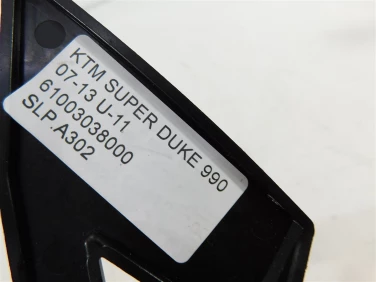 KTM SUPER DUKE 990
07-13 U-11
61003038000
SLP.A302